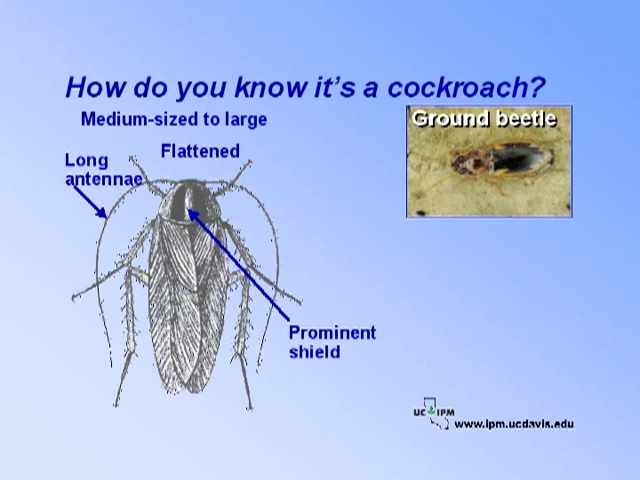 How do you know it's a cockroach?
Medium-sized to large
Flattened
Long
antennae
Prominent
shield
Ground beetle
UC IPM
www.ipm.ucdavis.edu